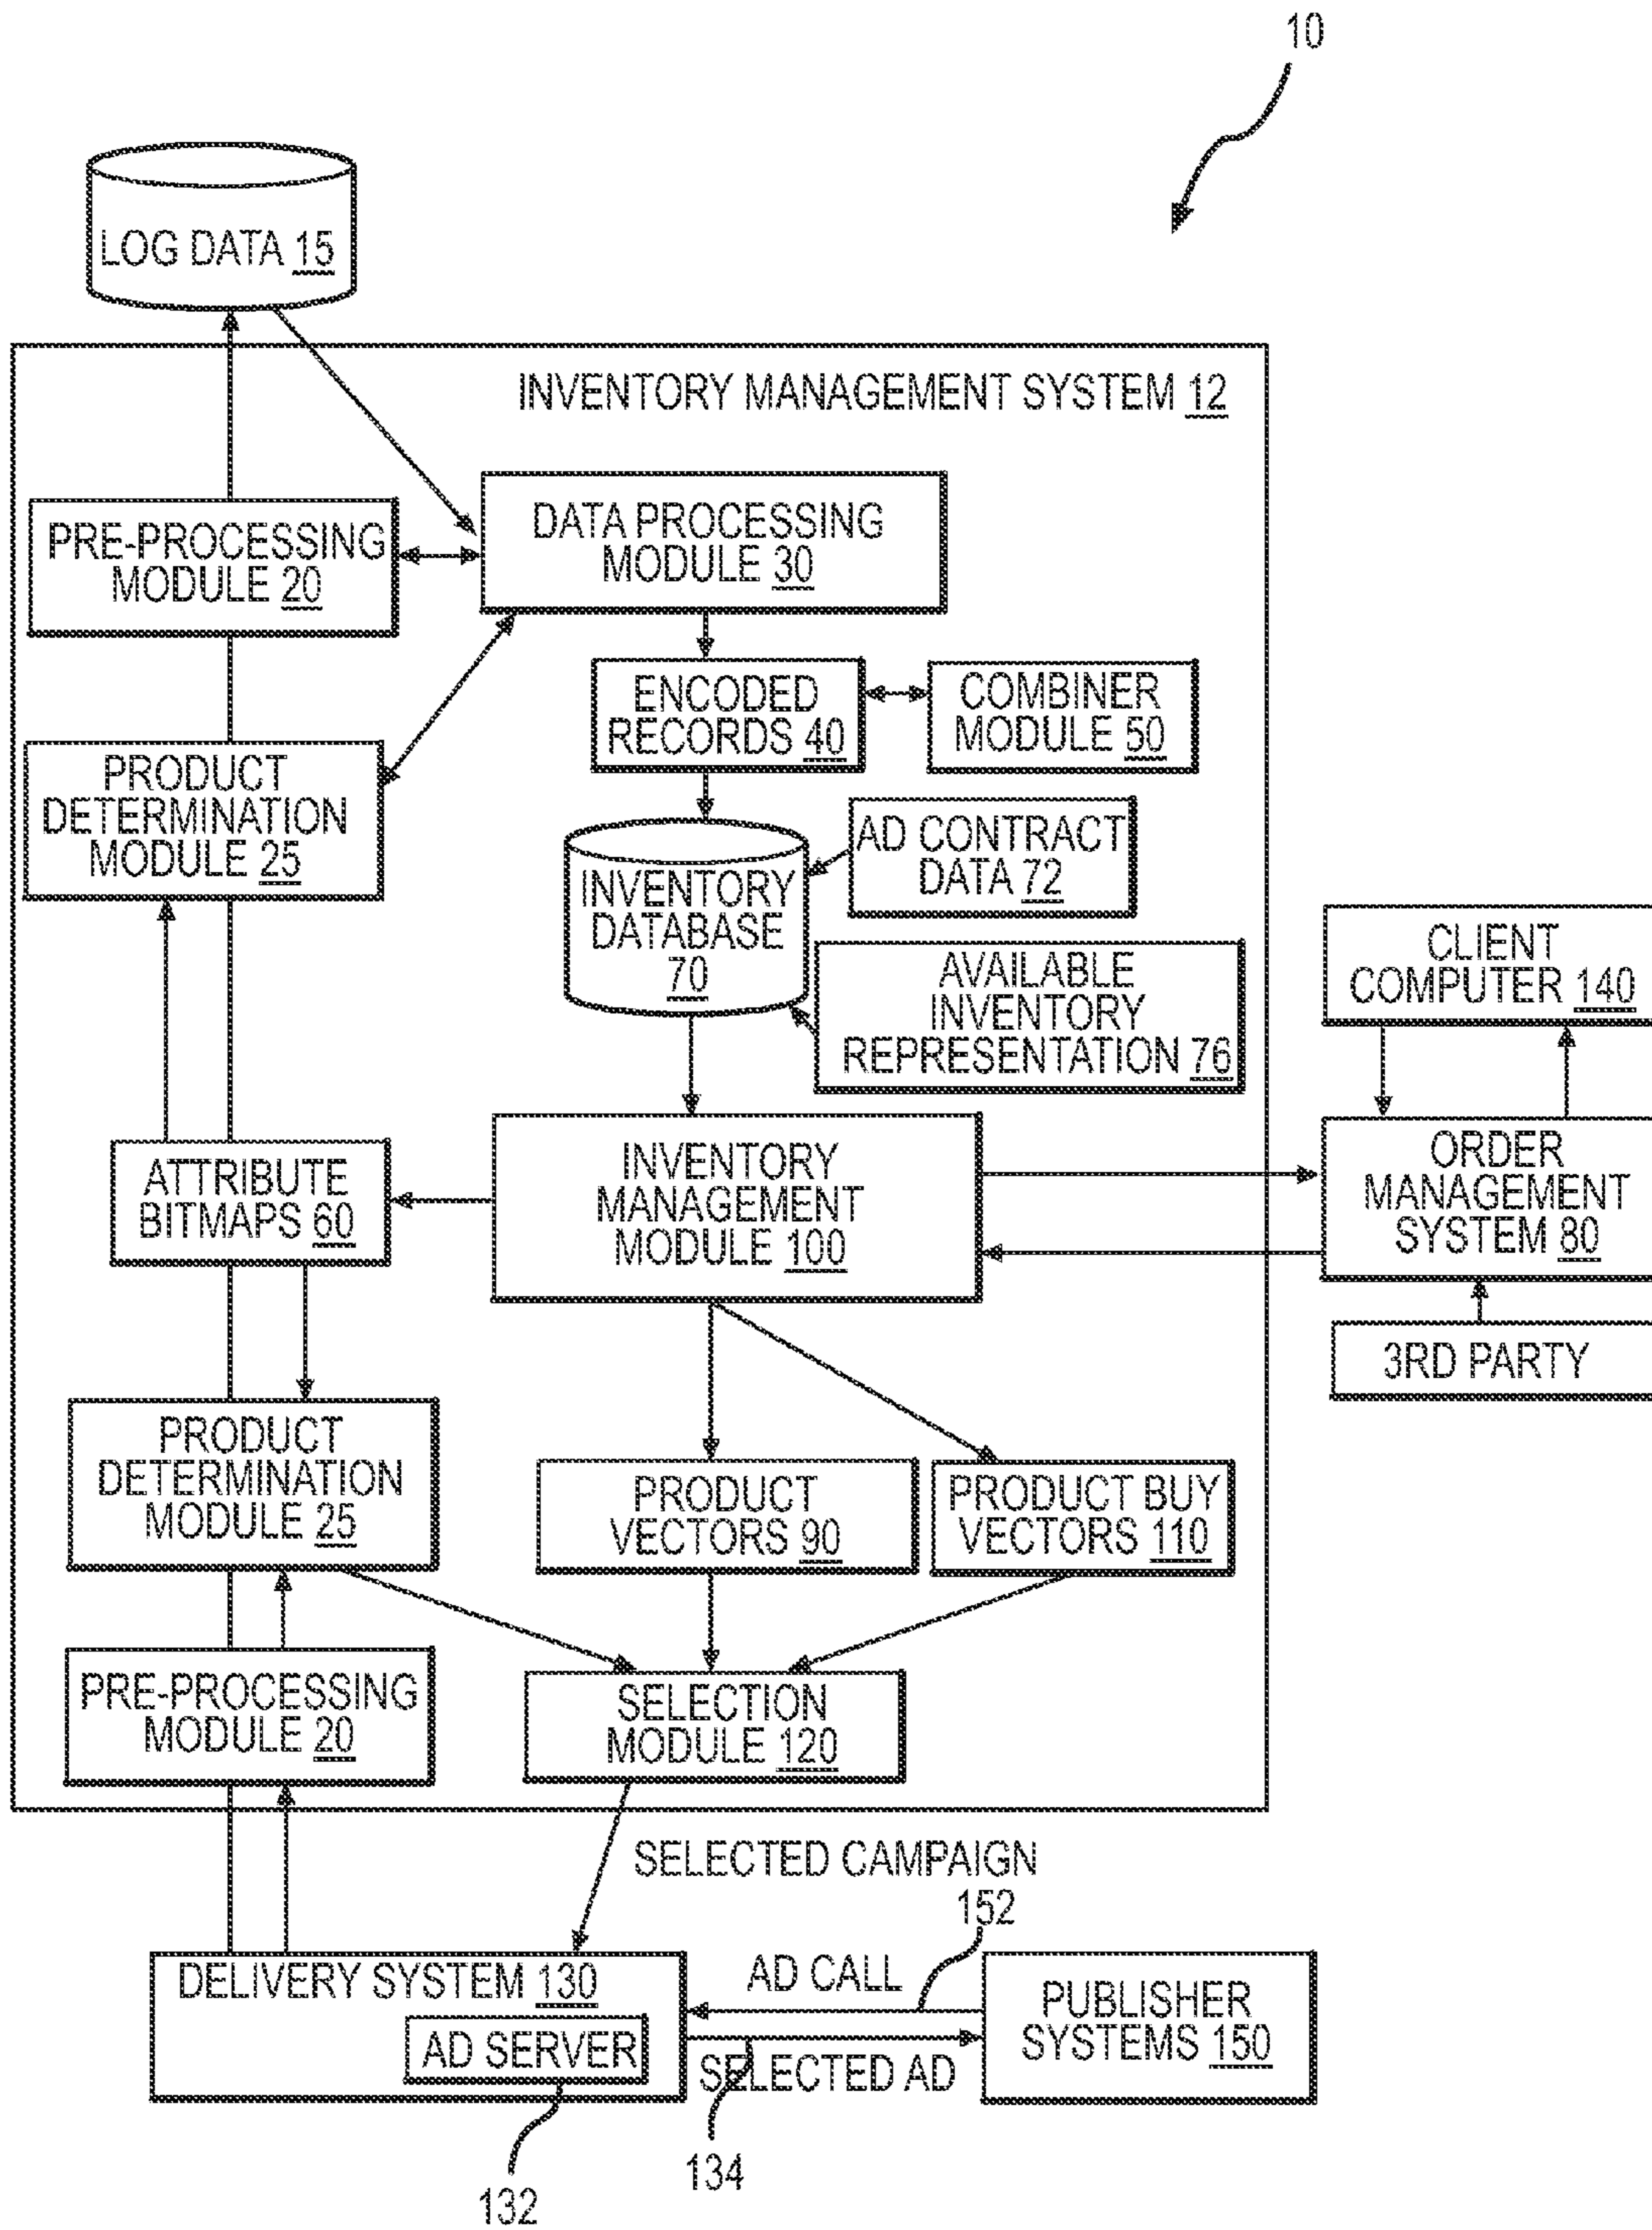 10
LOG DATA 15
INVENTORY MANAGEMENT SYSTEM 12
PRE-PROCESSING
MODULE 20
DATA PROCESSING
MODULE 30
ENCODED
RECORDS 40
COMBINER
MODULE 50
PRODUCT
DETERMINATION
MODULE 25
AD CONTRACT
DATA 72
INVENTORY
DATABASE
70
AVAILABLE
INVENTORY
REPRESENTATION 76
CLIENT
COMPUTER 140
ATTRIBUTE
BITMAPS 60
INVENTORY
MANAGEMENT
MODULE 100
ORDER
MANAGEMENT
SYSTEM 80
3RD PARTY
PRODUCT
DETERMINATION
MODULE 25
PRODUCT
VECTORS 90
PRODUCT BUY
VECTORS 110
PRE-PROCESSING
MODULE 20
SELECTION
MODULE 120
SELECTED CAMPAIGN
152
DELIVERY SYSTEM 130
AD SERVER
AD CALL
SELECTED AD
PUBLISHER
SYSTEMS 150
134
132